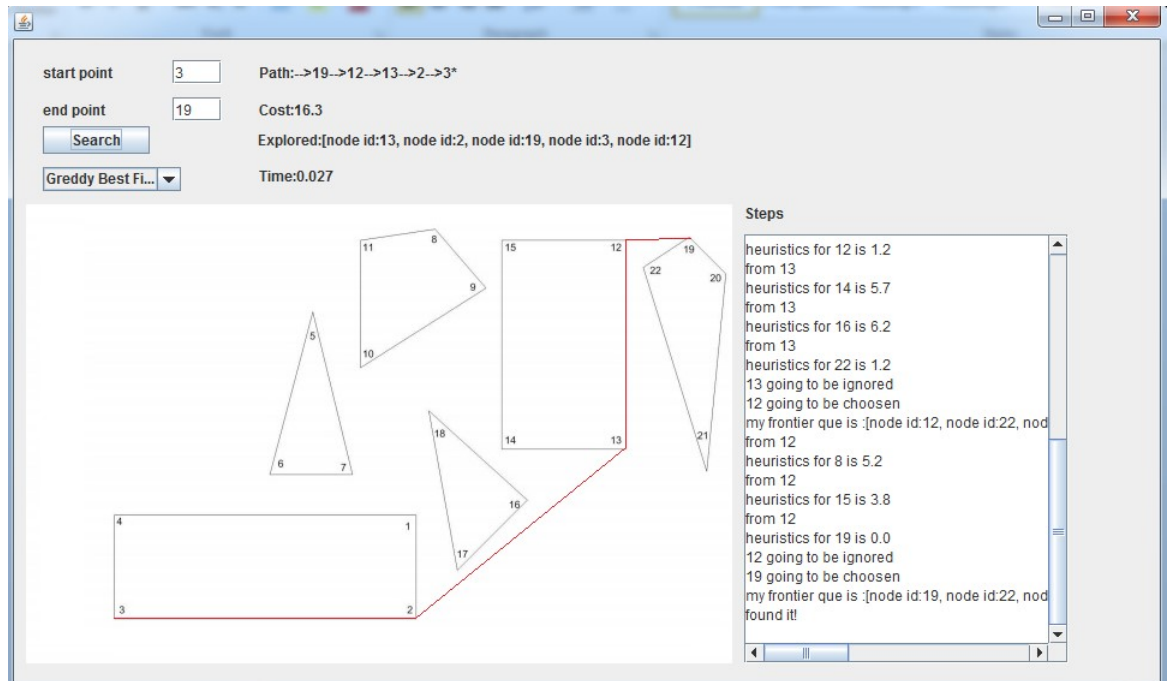 start point 3 Path:-->19-->12-->13-->2-->3*
end point 19 Cost:16.3
Search Explored:[node id:13, node id:2, node id:19, node id:3, node id:12]
Greddy Best Fi... Time:0.027
Steps
heuristics for 12 is 1.2
from 13
heuristics for 14 is 5.7
from 13
heuristics for 16 is 6.2
from 13
heuristics for 22 is 1.2
13 going to be ignored
12 going to be choosen
my frontier que is :[node id:12, node id:22, nod
from 12
heuristics for 8 is 5.2
from 12
heuristics for 15 is 3.8
from 12
heuristics for 19 is 0.0
12 going to be ignored
19 going to be choosen
my frontier que is :[node id:19, node id:22, nod
found it!
11 8 15 12 19
22 20
9
5
10
18 14 13 21
6 7
16
4 1
17
3 2